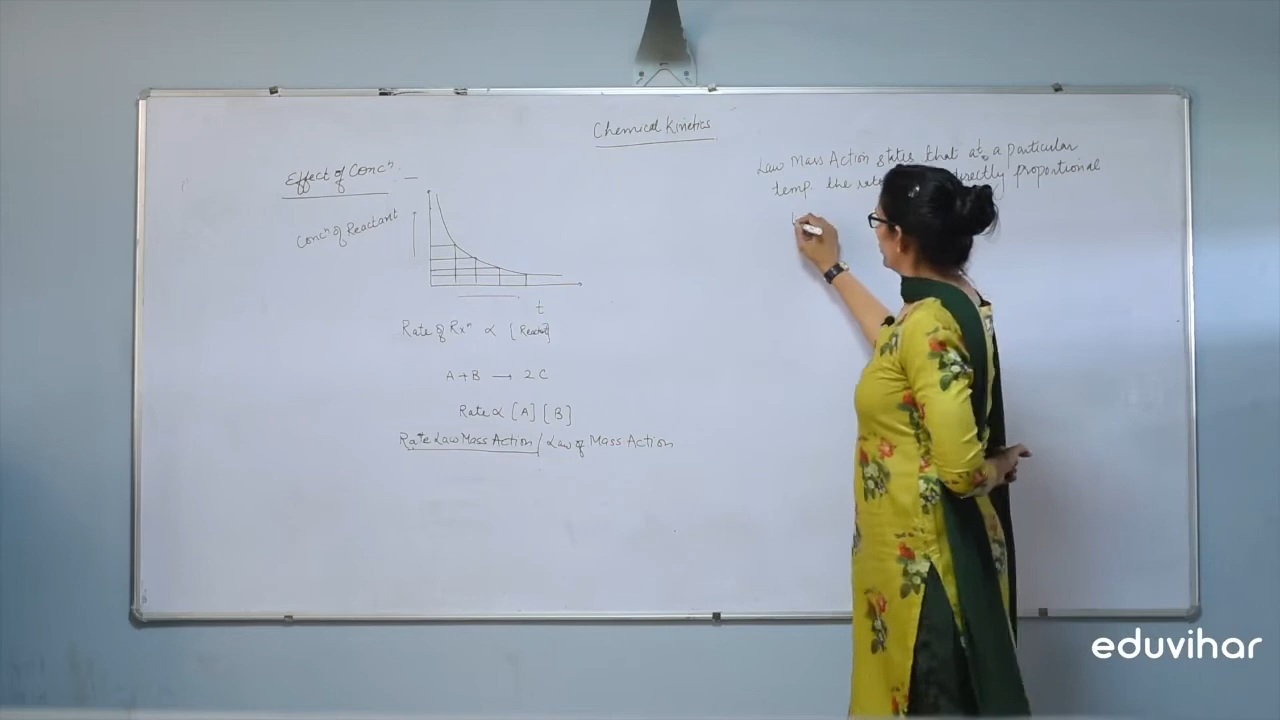 Chemical Kinetics
Effect of Concⁿ.
Concⁿ of Reactant
t
Rate of Rxⁿ ∝ [Reactant]
A+B → 2C
Rate ∝ [A] [B]
Rate Law Mass Action / Law of Mass Action
Law Mass Action states that at a particular
temp. the rate directly proportional
eduvihar